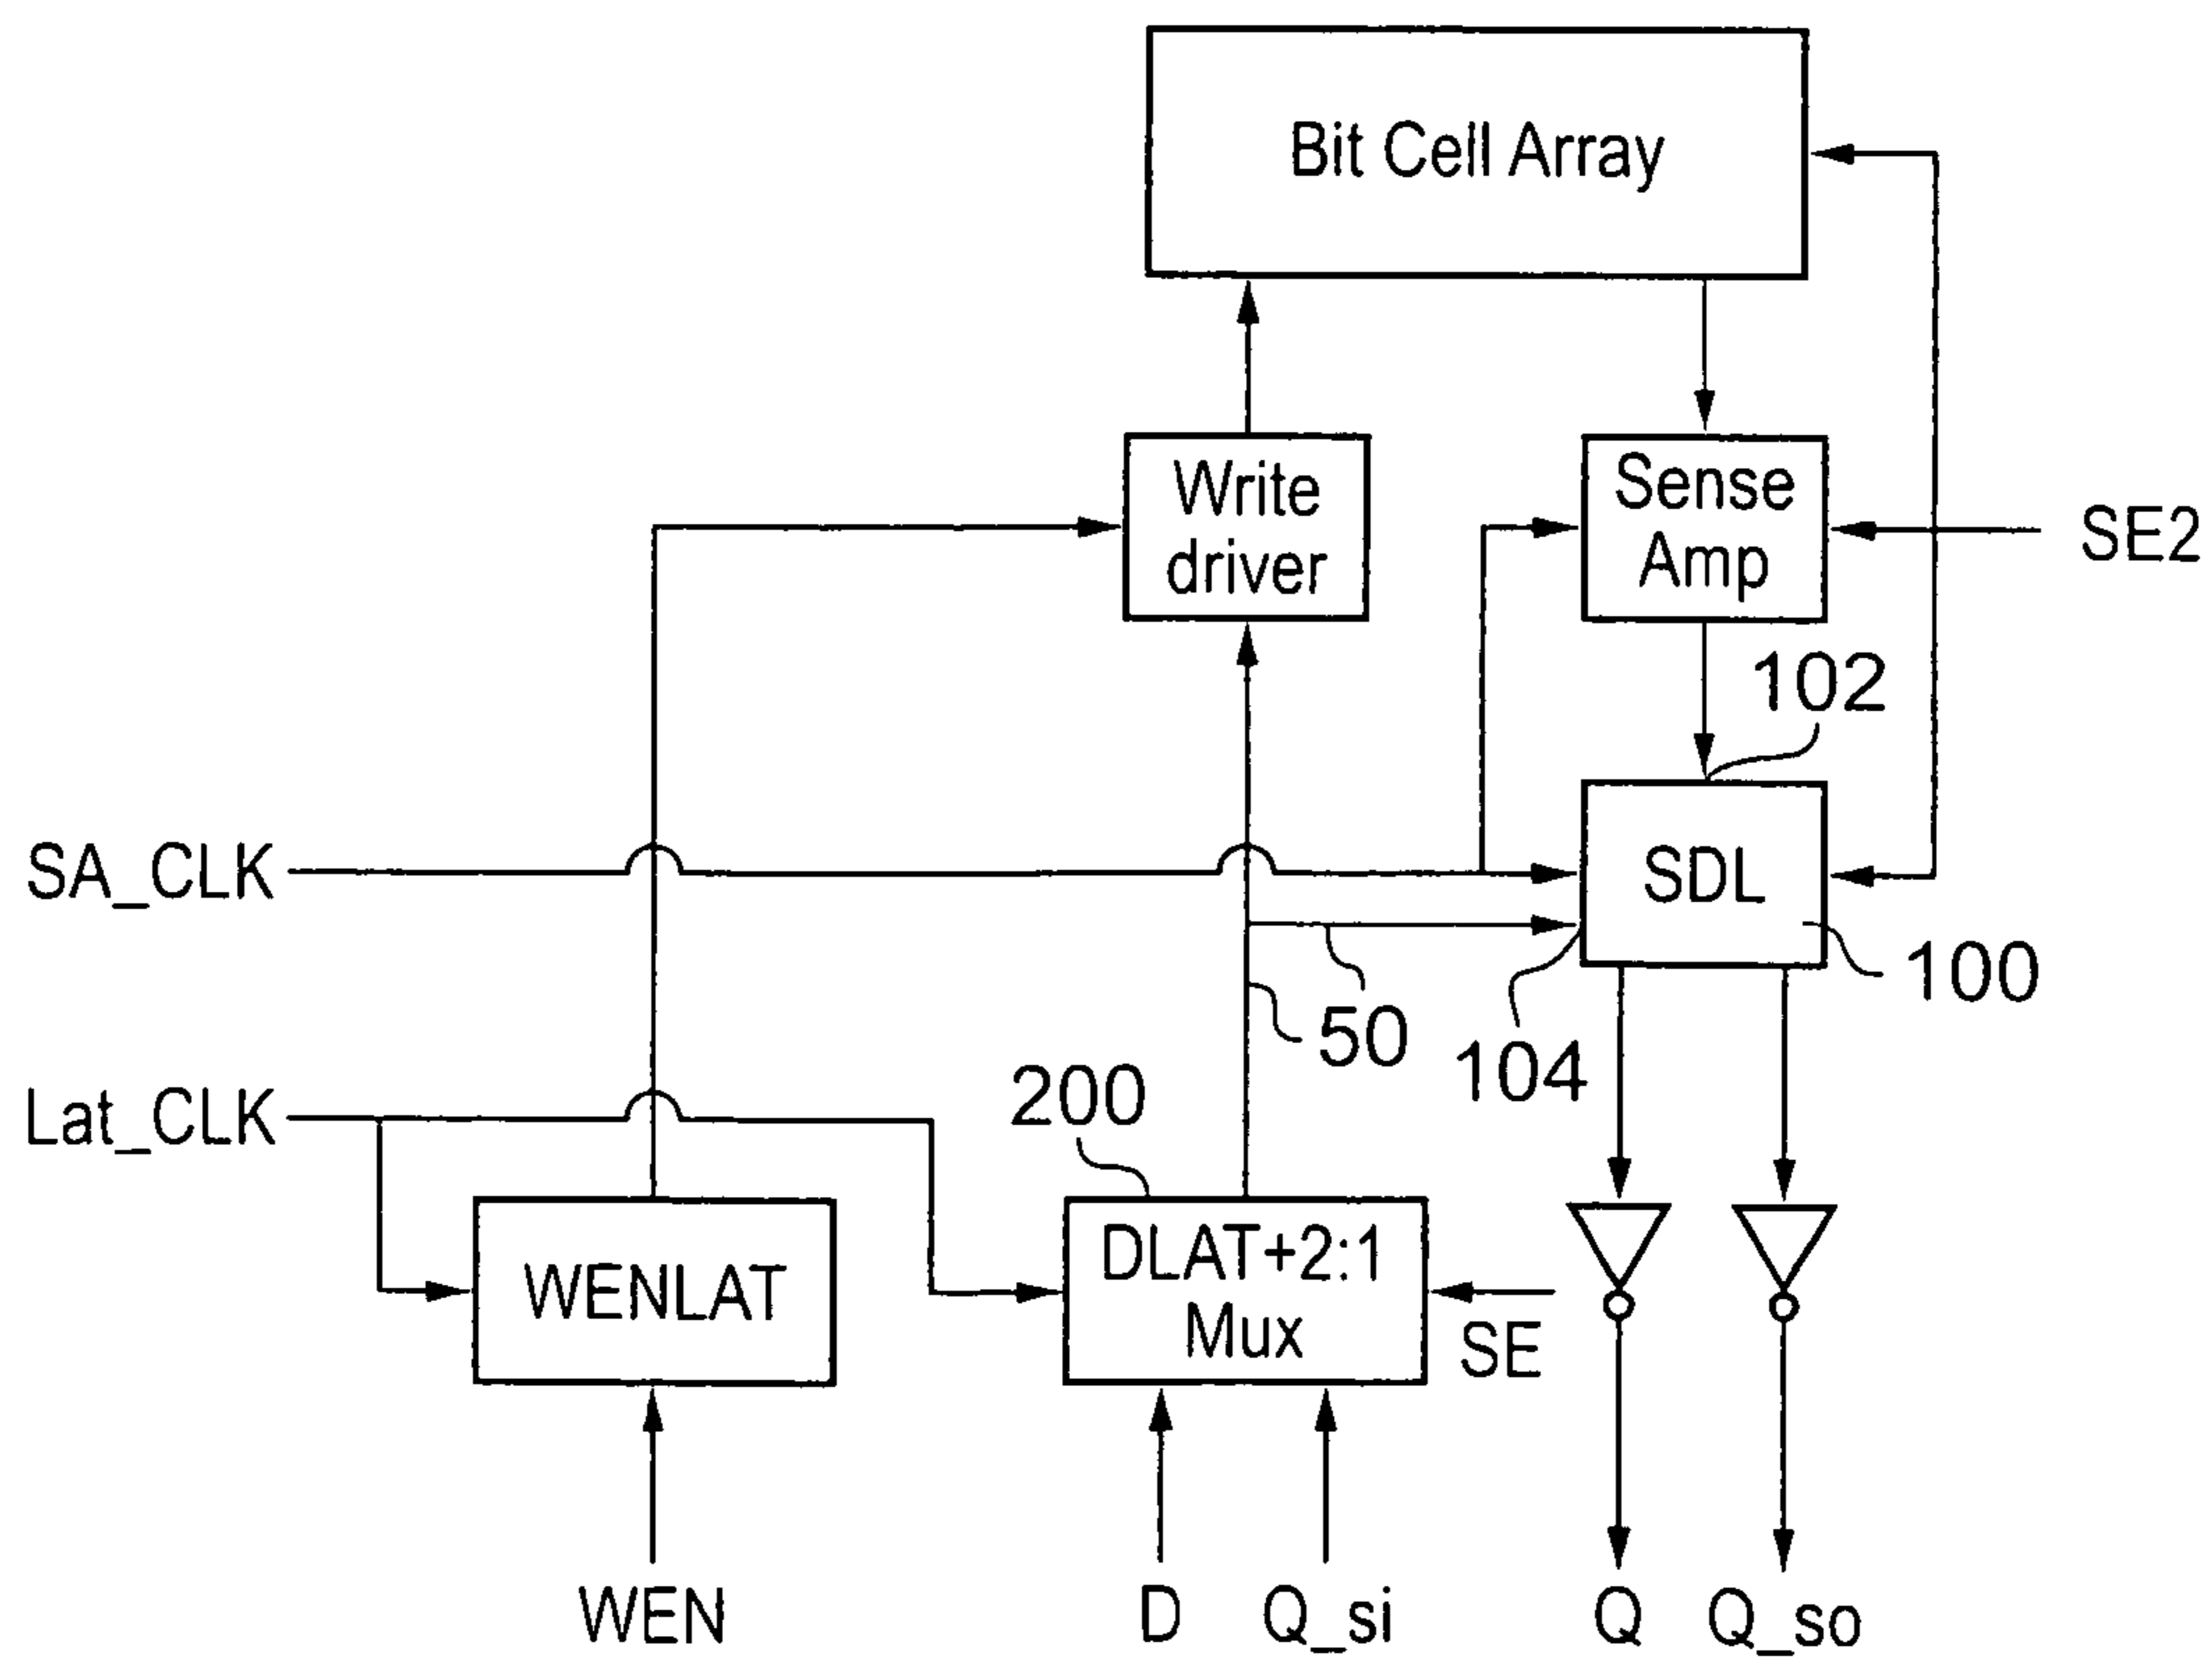 Bit Cell Array
Write
driver
Sense
Amp
SE2
102
SA_CLK
SDL
100
50
104
200
Lat_CLK
WENLAT
DLAT+2:1
Mux
SE
WEN
D
Q_si
Q
Q_so